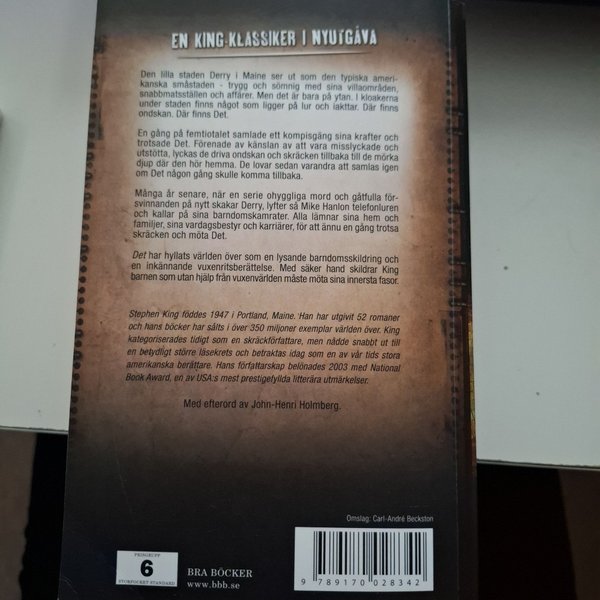 EN KING-KLASSIKER I NYUTGÅVA
Den lilla staden Derry i Maine ser ut som den typiska ameri-
kanska småstaden - trygg och sömnig med sina villaområden,
snabbmatsställen och affärer. Men det är bara på ytan. I kloakerna
under staden finns något som ligger på lur och iakttar. Där finns
ondskan. Där finns Det.
En gång på femtiotalet samlade ett kompisgäng sina krafter och
trotsade Det. Förenade av känslan av att vara misslyckade och
utstötta, lyckas de driva ondskan och skräcken tillbaka till de mörka
djup där den hör hemma. De lovar sedan varandra att samlas igen
om Det någon gång skulle komma tillbaka.
Många år senare, när en serie ohyggliga mord och gåtfulla för-
svinnanden på nytt skakar Derry, lyfter så Mike Hanlon telefonluren
och kallar på sina barndomskamrater. Alla lämnar sina hem och
familjer, sina vardagsbestyr och karriärer, för att ännu en gång trotsa
skräcken och möta Det.
Det har hyllats världen över som en lysande barndomsskildring och
en inkännande vuxenritsberättelse. Med säker hand skildrar King
barnen som utan hjälp från vuxenvärlden måste möta sina innersta fasor.
Stephen King föddes 1947 i Portland, Maine. Han har utgivit 52 romaner
och hans böcker har sålts i över 350 miljoner exemplar världen över. King
kategoriserades tidigt som en skräckförfattare, men nådde snabbt ut till
en betydligt större läsekrets och betraktas idag som en av vår tids stora
amerikanska berättare. Hans författarskap belönades 2003 med National
Book Award, en av USA:s mest prestigefyllda litterära utmärkelser.
Med efterord av John-Henri Holmberg.
Omslag: Carl-André Beckston
PRISGRUPP
6
STORPOCKET STANDARD
BRA BÖCKER
www.bbb.se
9 789170 028342